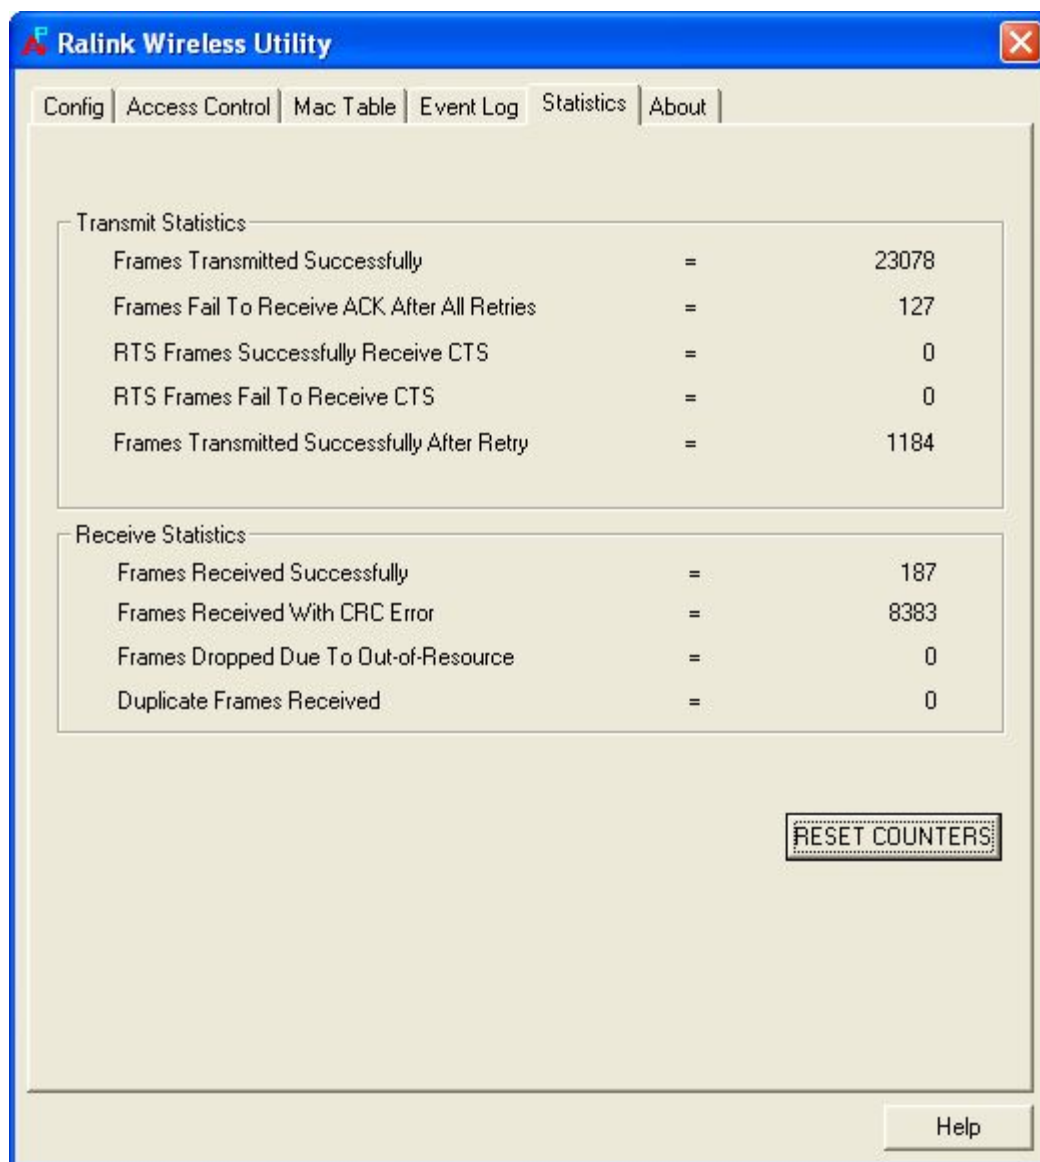 Ralink Wireless Utility
Config Access Control Mac Table Event Log Statistics About
Transmit Statistics
Frames Transmitted Successfully = 23078
Frames Fail To Receive ACK After All Retries = 127
RTS Frames Successfully Receive CTS = 0
RTS Frames Fail To Receive CTS = 0
Frames Transmitted Successfully After Retry = 1184
Receive Statistics
Frames Received Successfully = 187
Frames Received With CRC Error = 8383
Frames Dropped Due To Out-of-Resource = 0
Duplicate Frames Received = 0
RESET COUNTERS
Help